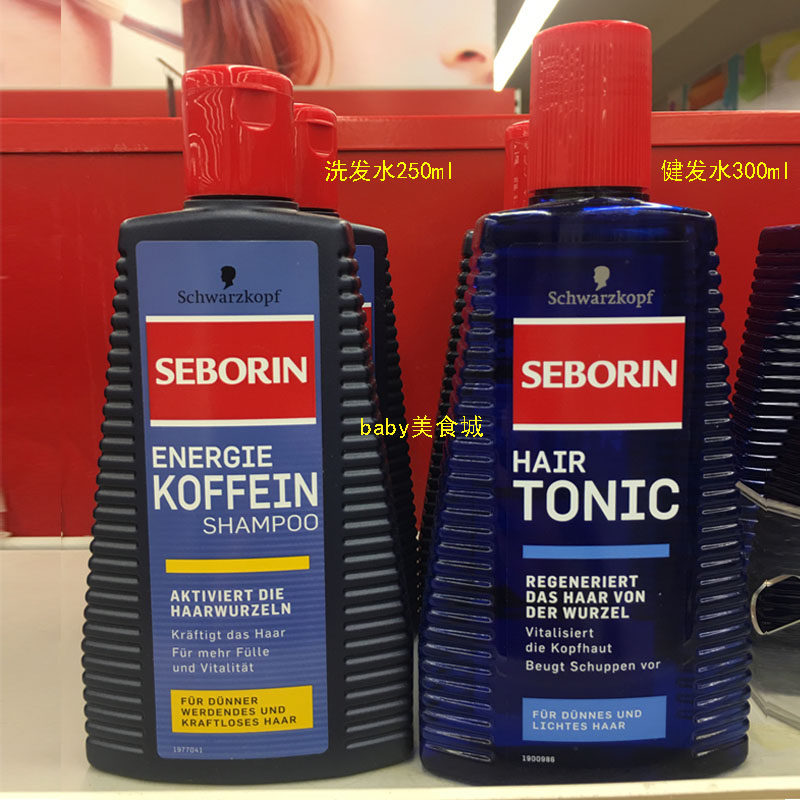 洗发水250ml
健发水300ml
Schwarzkopf
SEBORIN
ENERGIE
KOFFEIN
SHAMPOO
AKTIVIERT DIE
HAARWURZELN
Kräftigt das Haar
Für mehr Fülle
und Vitalität
FÜR DÜNNER
WERDENDES UND
KRAFTLOSES HAAR
1977041
baby美食城
Schwarzkopf
SEBORIN
HAIR
TONIC
REGENERIERT
DAS HAAR VON
DER WURZEL
Vitalisiert
die Kopfhaut
Beugt Schuppen vor
FÜR DÜNNES UND
LICHTES HAAR
1900986